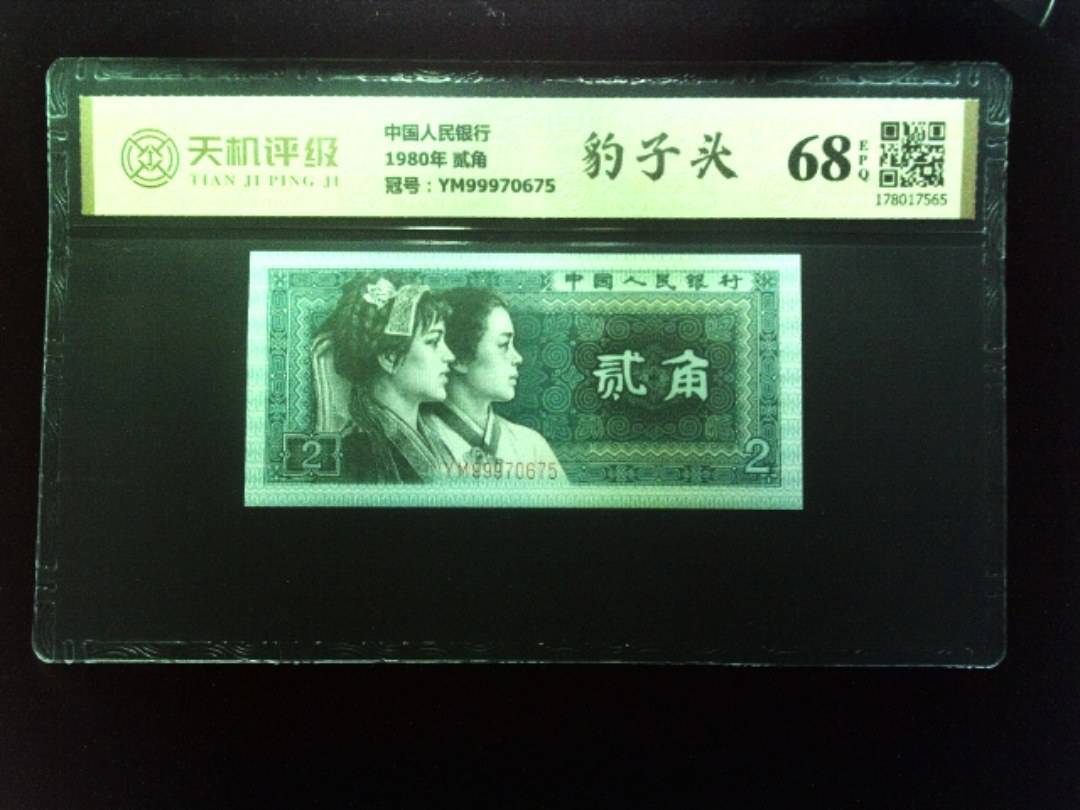 天机评级
TIAN JI PING JI
中国人民银行
1980年 贰角
冠号：YM99970675
豹子头
68
EPQ
178017565
中国人民银行
贰角
2
2
YM99970675